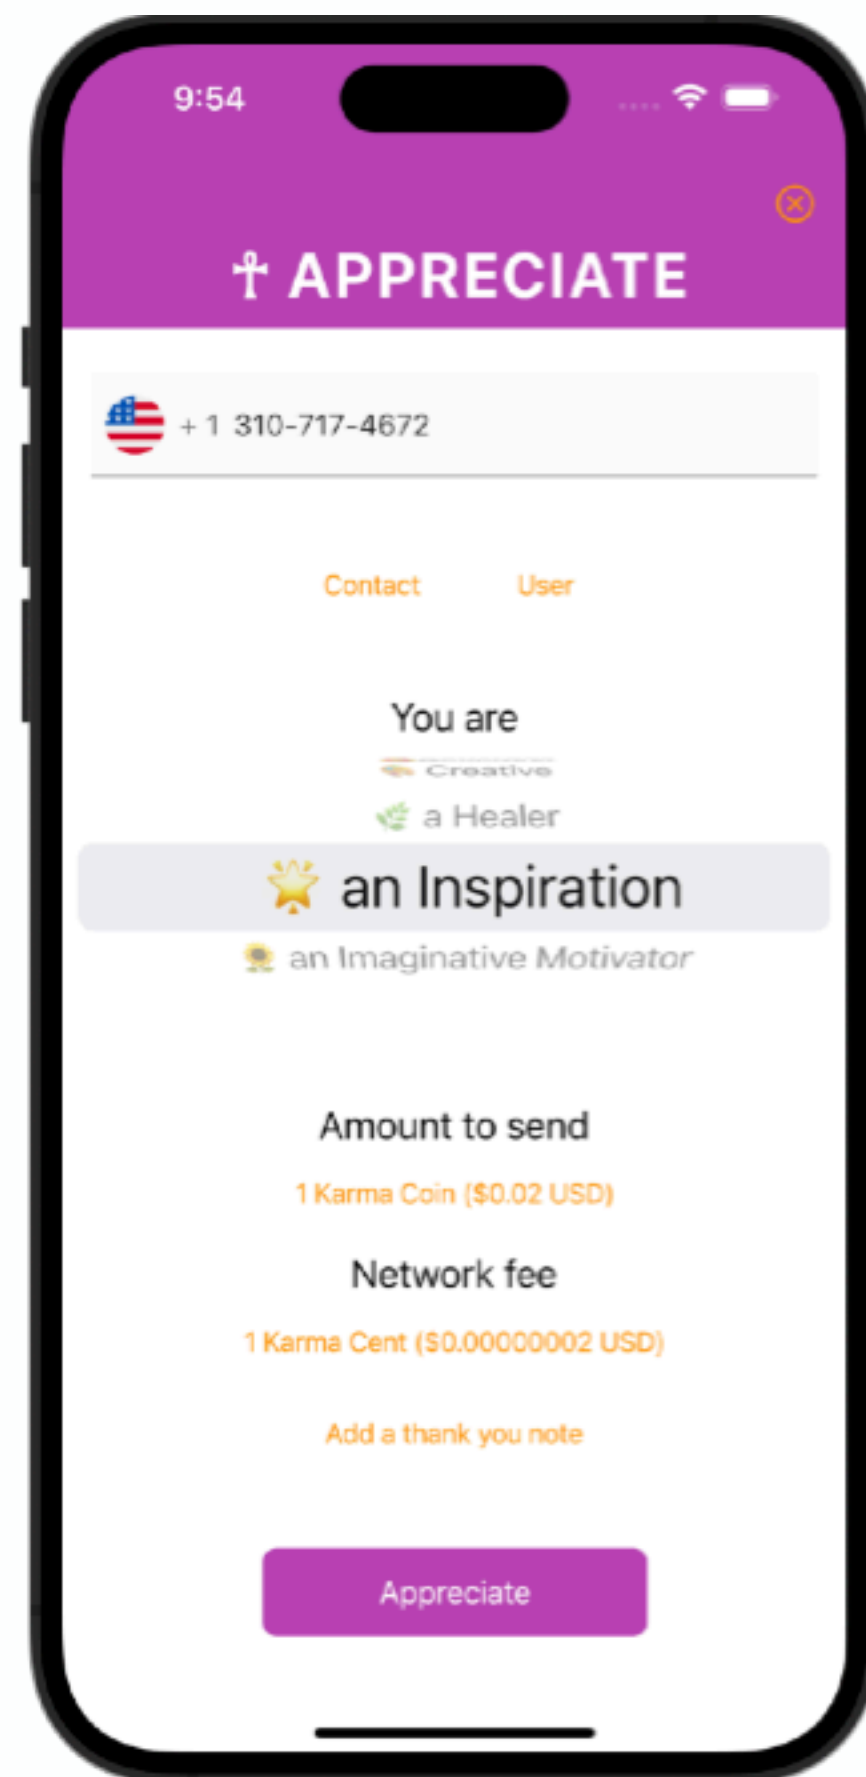 9:54
☥ APPRECIATE
+ 1 310-717-4672
Contact User
You are
Creative
a Healer
an Inspiration
an Imaginative Motivator
Amount to send
1 Karma Coin ($0.02 USD)
Network fee
1 Karma Cent ($0.00000002 USD)
Add a thank you note
Appreciate